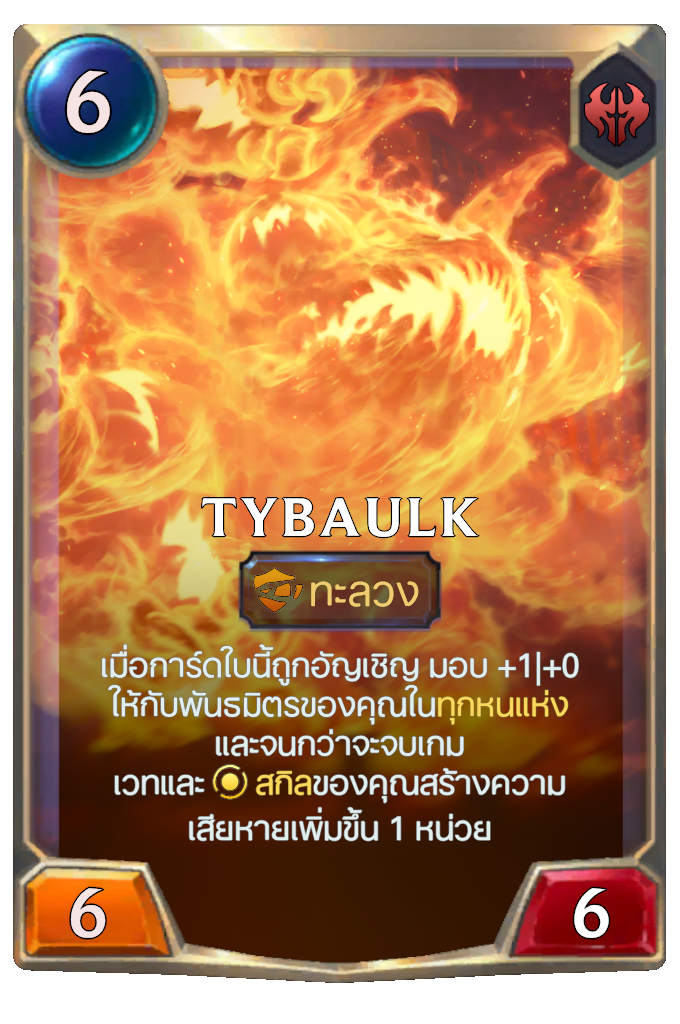 6
TYBAULK
ทะลวง
เมื่อการ์ดใบนี้ถูกอัญเชิญ มอบ +1|+0
ให้กับพันธมิตรของคุณในทุกหนแห่ง
และจนกว่าจะจบเกม
เวทและ สกิลของคุณสร้างความ
เสียหายเพิ่มขึ้น 1 หน่วย
6
6